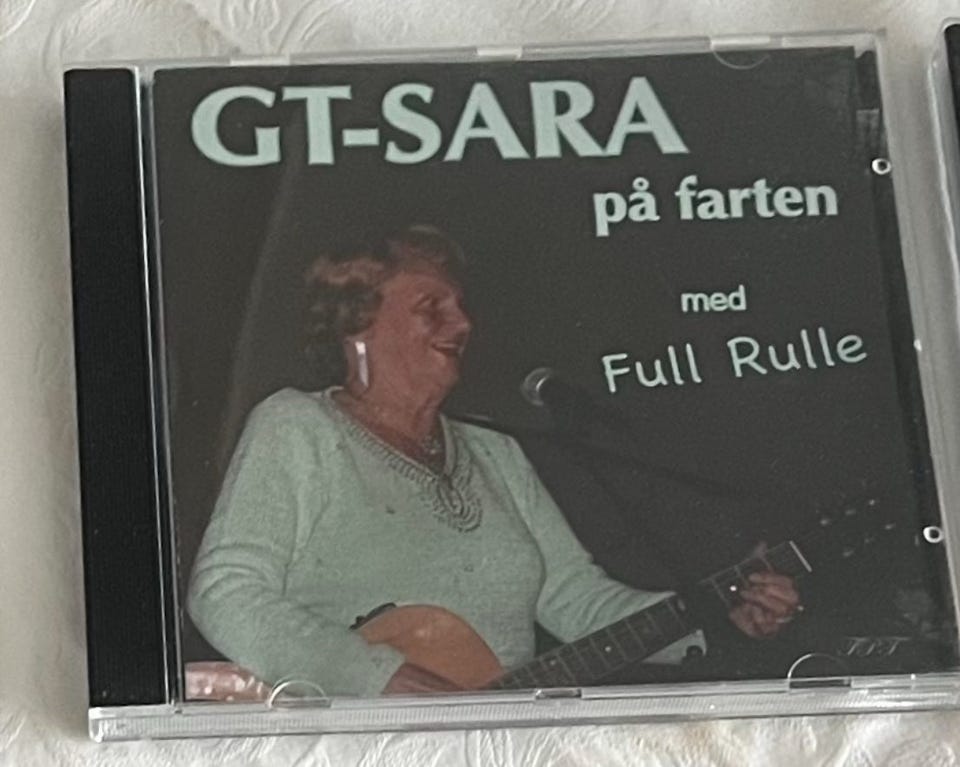 GT-SARA
på farten
med
Full Rulle